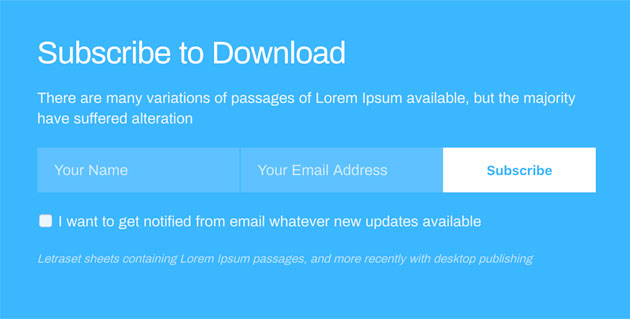 Subscribe to Download
There are many variations of passages of Lorem Ipsum available, but the majority
have suffered alteration
Your Name
Your Email Address
Subscribe
I want to get notified from email whatever new updates available
Letraset sheets containing Lorem Ipsum passages, and more recently with desktop publishing